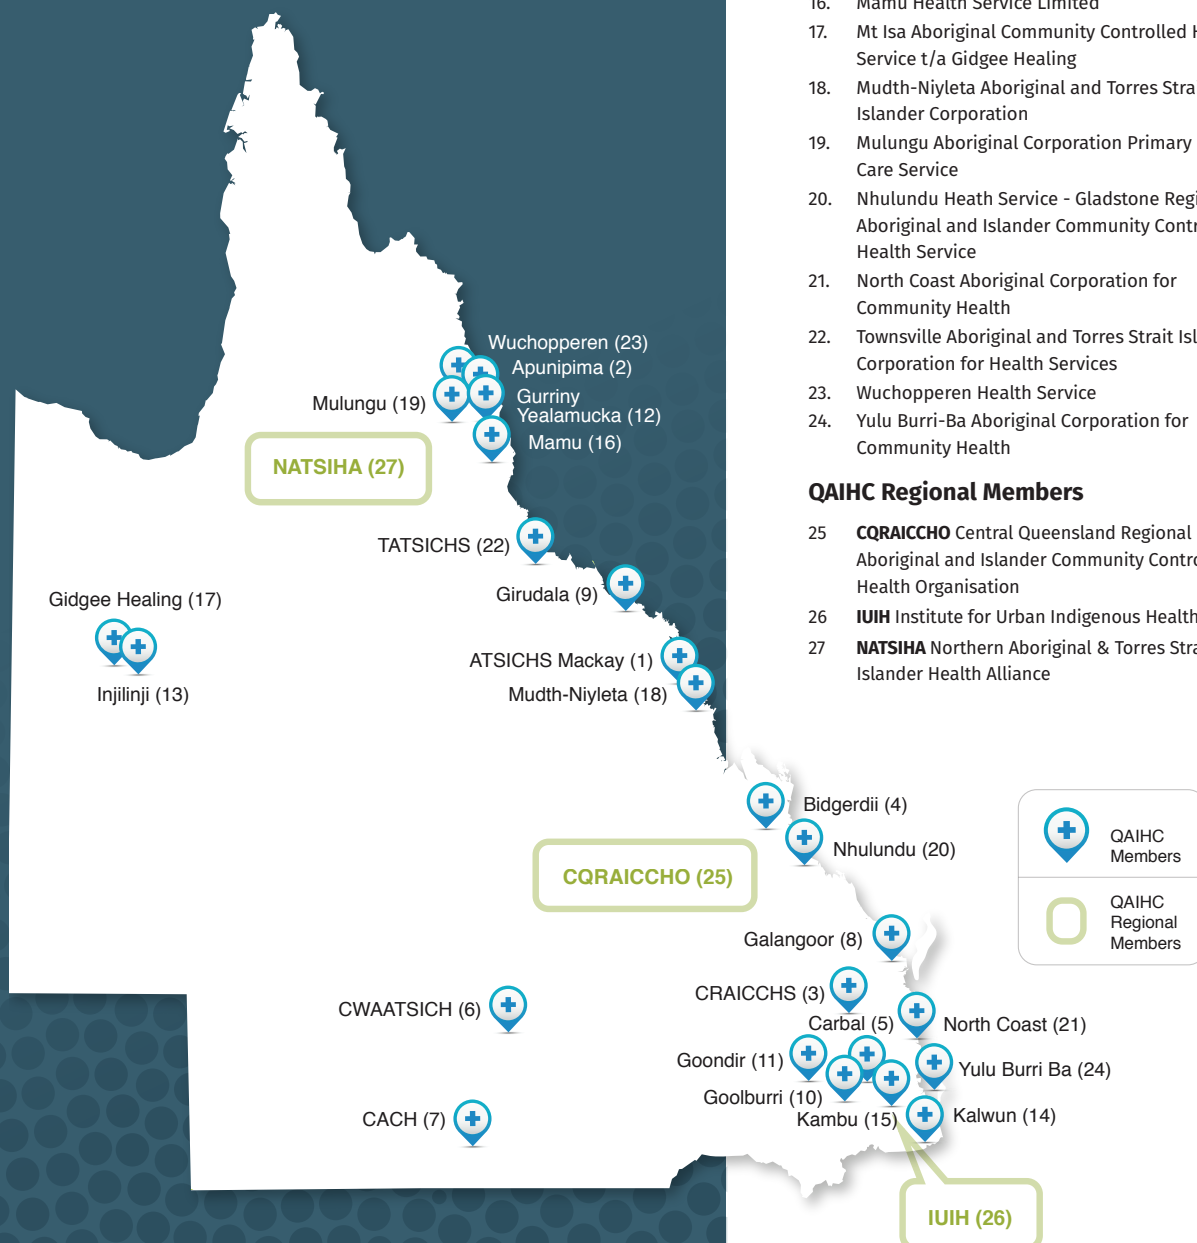 16. Mamu Health Service Limited
17. Mt Isa Aboriginal Community Controlled H
Service t/a Gidgee Healing
18. Mudth-Niyleta Aboriginal and Torres Stra
Islander Corporation
19. Mulungu Aboriginal Corporation Primary
Care Service
20. Nhulundu Heath Service - Gladstone Regi
Aboriginal and Islander Community Contr
Health Service
21. North Coast Aboriginal Corporation for
Community Health
22. Townsville Aboriginal and Torres Strait Isl
Corporation for Health Services
23. Wuchopperen Health Service
24. Yulu Burri-Ba Aboriginal Corporation for
Community Health
QAIHC Regional Members
25 CQRAICCHO Central Queensland Regional
Aboriginal and Islander Community Contro
Health Organisation
26 IUIH Institute for Urban Indigenous Health
27 NATSIHA Northern Aboriginal & Torres Stra
Islander Health Alliance
Wuchopperen (23)
Apunipima (2)
Mulungu (19)
Gurriny
Yealamucka (12)
Mamu (16)
NATSIHA (27)
TATSICHS (22)
Girudala (9)
Gidgee Healing (17)
Injilinji (13)
ATSICHS Mackay (1)
Mudth-Niyleta (18)
Bidgerdii (4)
Nhulundu (20)
CQRAICCHO (25)
QAIHC
Members
QAIHC
Regional
Members
Galangoor (8)
CRAICCHS (3)
CWAATSICH (6)
Carbal (5)
North Coast (21)
Goondir (11)
Yulu Burri Ba (24)
Goolburri (10)
Kambu (15)
Kalwun (14)
CACH (7)
IUIH (26)